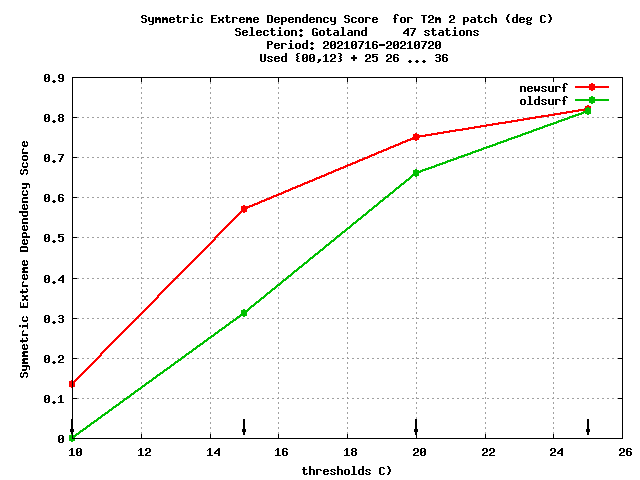 Symmetric Extreme Dependency Score  for T2m 2 patch (deg C)
Selection: Gotaland     47 stations
Period: 20210716-20210720
Used {00,12} + 25 26 ... 36
newsurf
oldsurf
Symmetric Extreme Dependency Score
0.9
0.8
0.7
0.6
0.5
0.4
0.3
0.2
0.1
0
10 12 14 16 18 20 22 24 26
thresholds C)